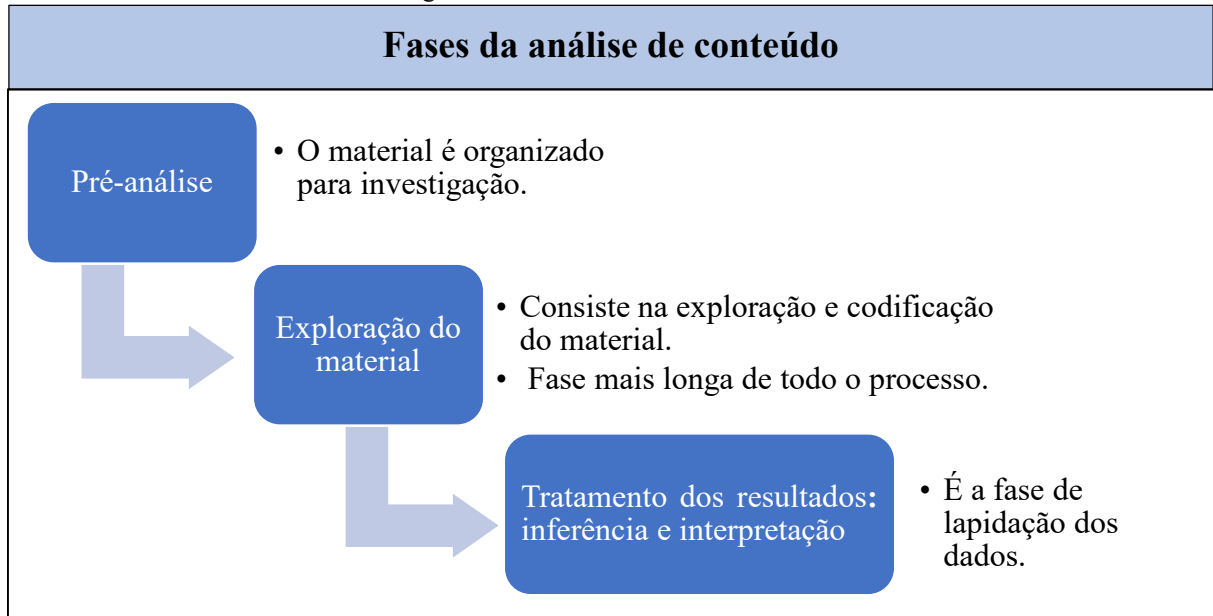 Fases da análise de conteúdo
Pré-análise
• O material é organizado
para investigação.
Exploração do
material
• Consiste na exploração e codificação
do material.
• Fase mais longa de todo o processo.
Tratamento dos resultados:
inferência e interpretação
• É a fase de
lapidação dos
dados.